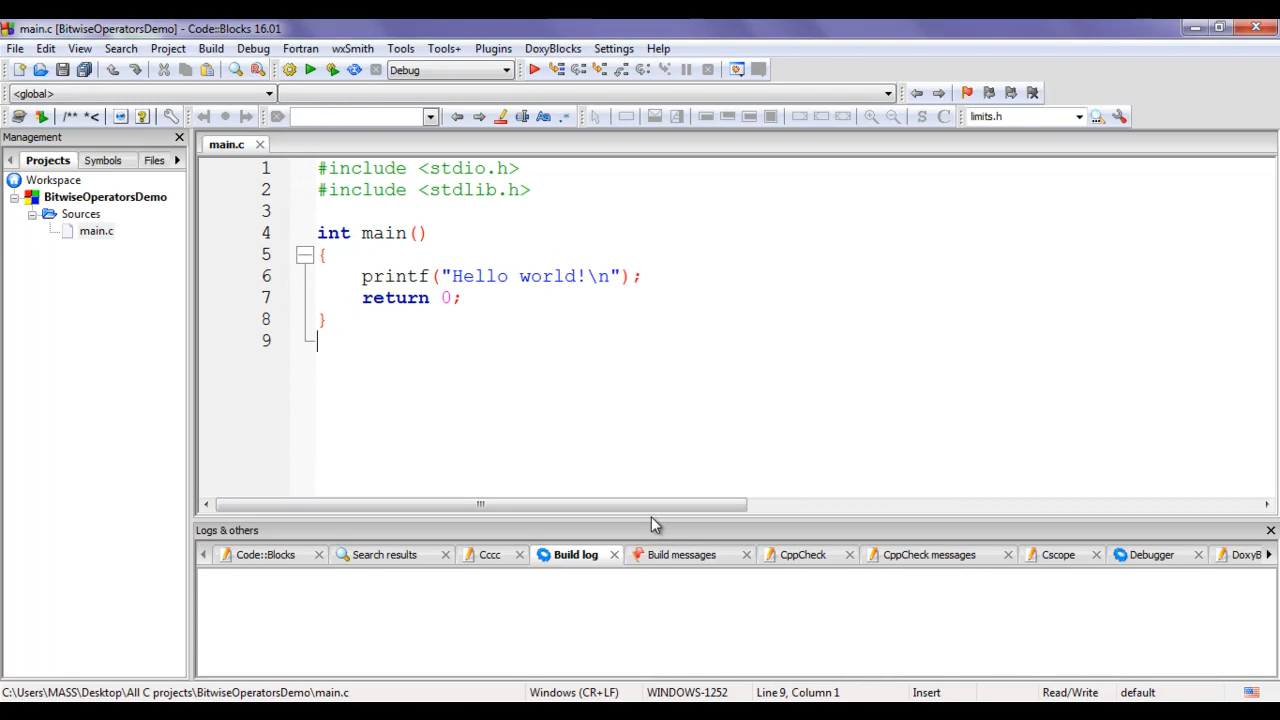 main.c [BitwiseOperatorsDemo] - Code::Blocks 16.01
File Edit View Search Project Build Debug Fortran wxSmith Tools Tools+ Plugins DoxyBlocks Settings Help
Debug
<global>
/** *< Aa .* S C limits.h
Management
main.c
Projects Symbols Files
Workspace
BitwiseOperatorsDemo
Sources
main.c
1 #include <stdio.h>
2 #include <stdlib.h>
3
4 int main()
5 {
6 printf("Hello world!\n");
7 return 0;
8 }
9
Logs & others
Code::Blocks Search results Cccc Build log Build messages CppCheck CppCheck messages Cscope Debugger DoxyB
C:\Users\MASS\Desktop\All C projects\BitwiseOperatorsDemo\main.c Windows (CR+LF) WINDOWS-1252 Line 9, Column 1 Insert Read/Write default